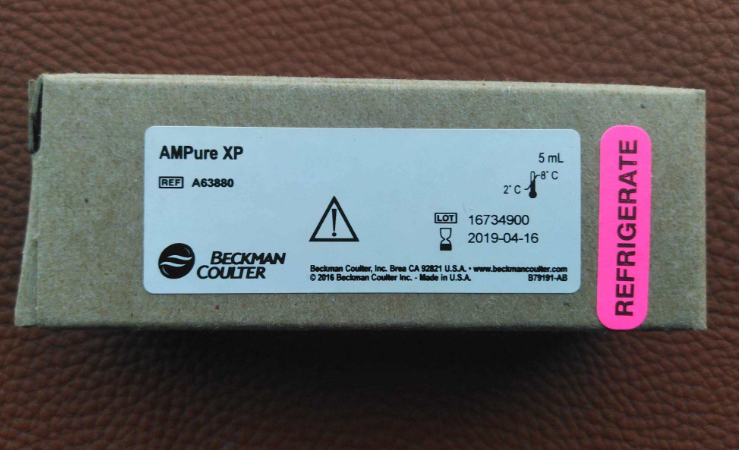 AMPure XP
REF A63880
5 mL
8° C
2° C
LOT 16734900
2019-04-16
BECKMAN
COULTER
Beckman Coulter, Inc. Brea CA 92821 U.S.A. • www.beckmancoulter.com
© 2016 Beckman Coulter Inc. - Made in U.S.A.
B79191-AB
REFRIGERATE